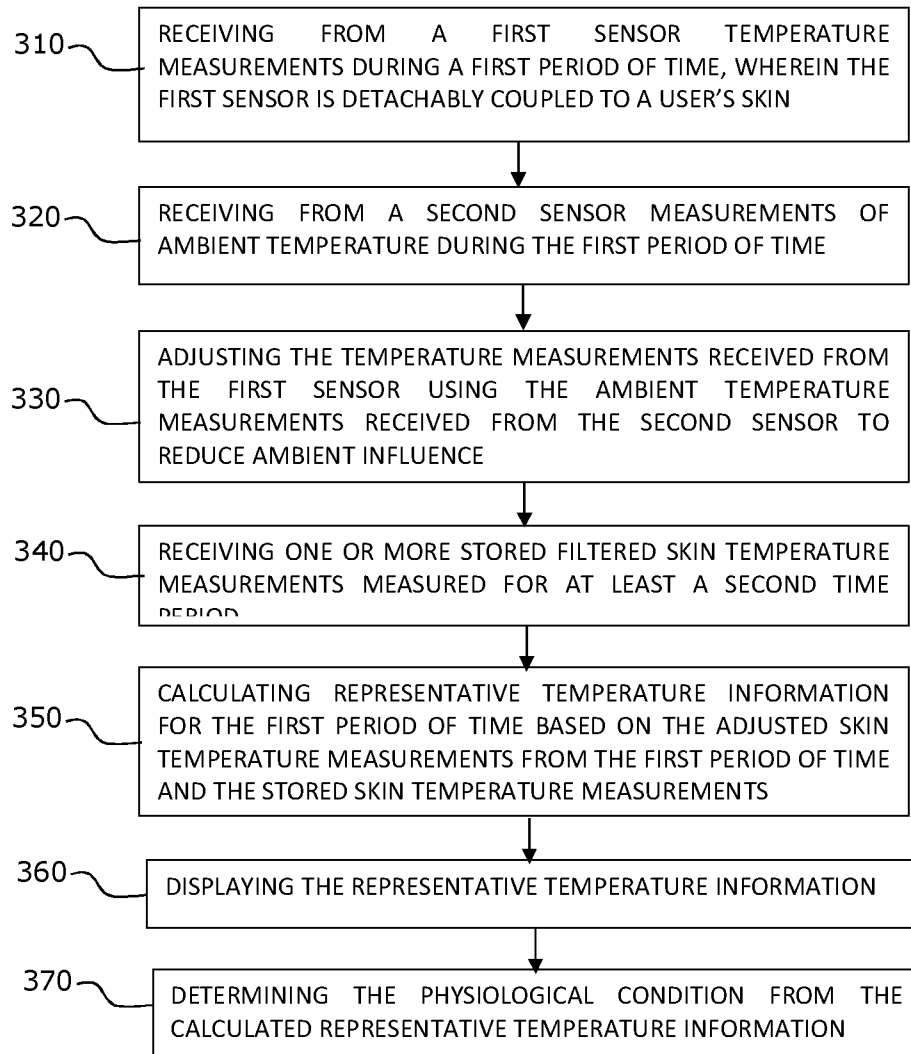 310
RECEIVING FROM A FIRST SENSOR TEMPERATURE
MEASUREMENTS DURING A FIRST PERIOD OF TIME, WHEREIN THE
FIRST SENSOR IS DETACHABLY COUPLED TO A USER'S SKIN
320
RECEIVING FROM A SECOND SENSOR MEASUREMENTS OF
AMBIENT TEMPERATURE DURING THE FIRST PERIOD OF TIME
330
ADJUSTING THE TEMPERATURE MEASUREMENTS RECEIVED FROM
THE FIRST SENSOR USING THE AMBIENT TEMPERATURE
MEASUREMENTS RECEIVED FROM THE SECOND SENSOR TO
REDUCE AMBIENT INFLUENCE
340
RECEIVING ONE OR MORE STORED FILTERED SKIN TEMPERATURE
MEASUREMENTS MEASURED FOR AT LEAST A SECOND TIME
PERIOD
350
CALCULATING REPRESENTATIVE TEMPERATURE INFORMATION
FOR THE FIRST PERIOD OF TIME BASED ON THE ADJUSTED SKIN
TEMPERATURE MEASUREMENTS FROM THE FIRST PERIOD OF TIME
AND THE STORED SKIN TEMPERATURE MEASUREMENTS
360
DISPLAYING THE REPRESENTATIVE TEMPERATURE INFORMATION
370
DETERMINING THE PHYSIOLOGICAL CONDITION FROM THE
CALCULATED REPRESENTATIVE TEMPERATURE INFORMATION